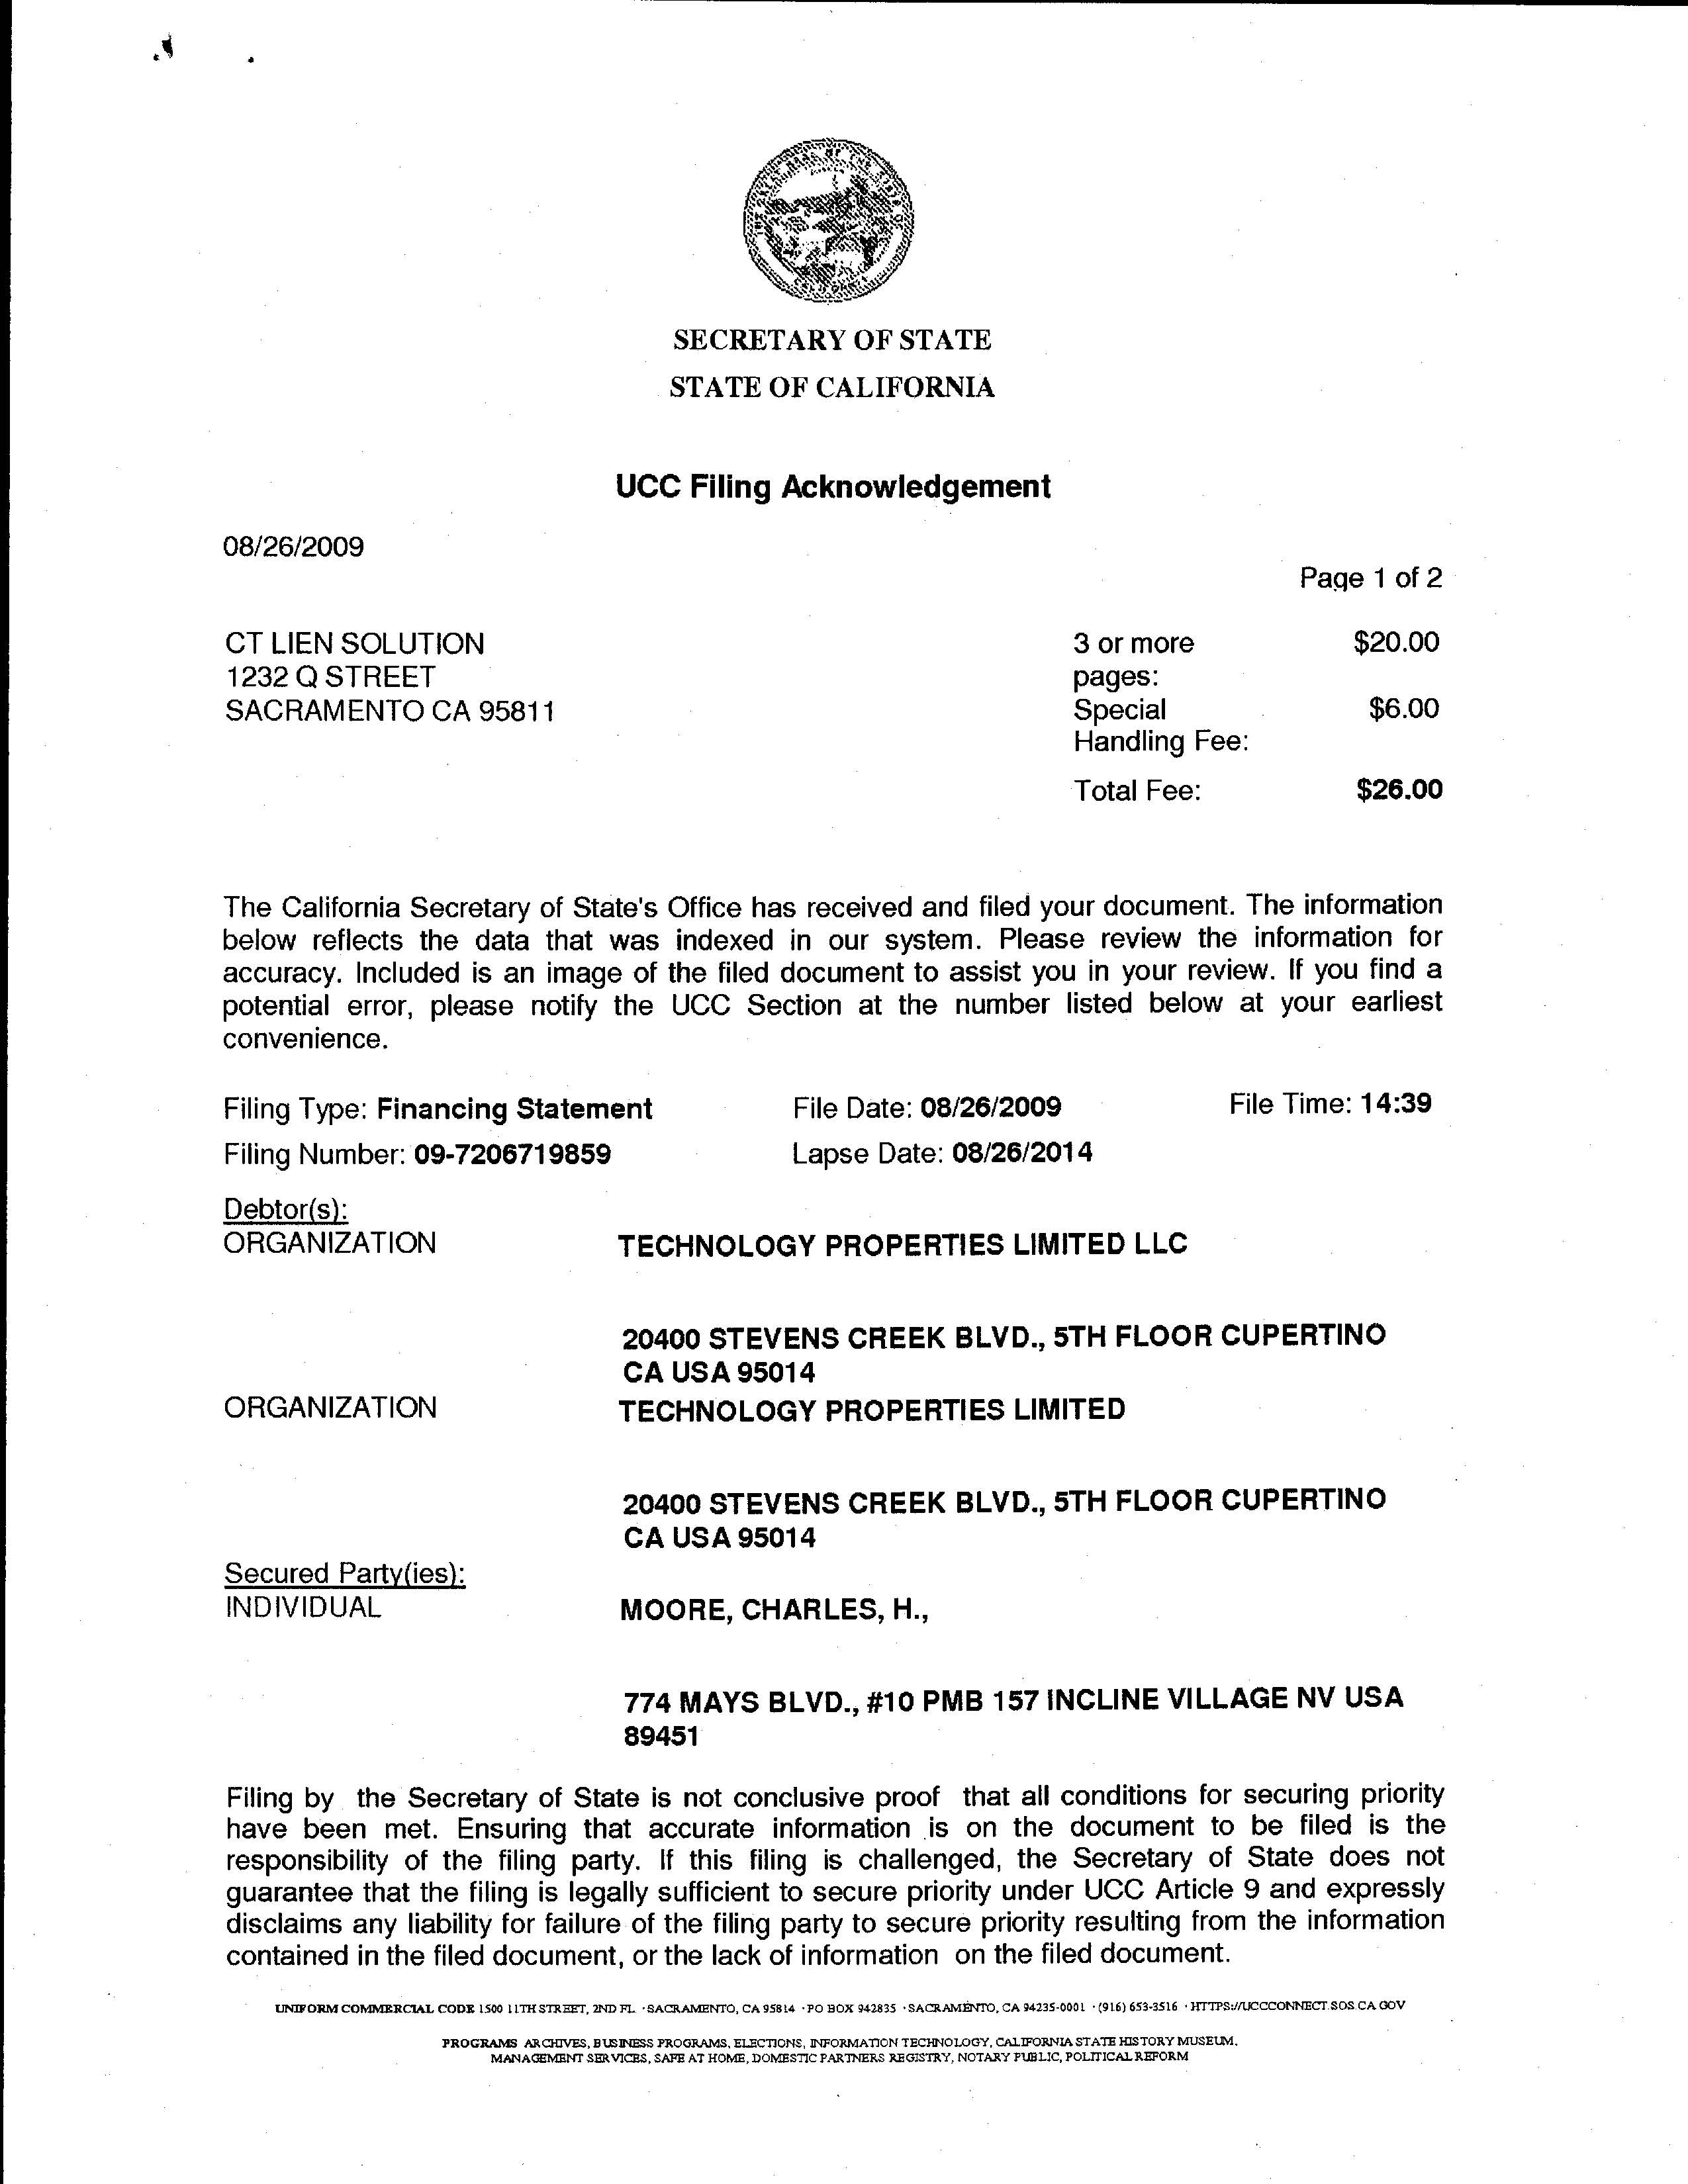 SECRETARY OF STATE
STATE OF CALIFORNIA
UCC Filing Acknowledgement
08/26/2009
Page 1 of 2
CT LIEN SOLUTION
1232 Q STREET
SACRAMENTO CA 95811
3 or more $20.00
pages:
Special $6.00
Handling Fee:
Total Fee: $26.00
The California Secretary of State's Office has received and filed your document. The information
below reflects the data that was indexed in our system. Please review the information for
accuracy. Included is an image of the filed document to assist you in your review. If you find a
potential error, please notify the UCC Section at the number listed below at your earliest
convenience.
Filing Type: Financing Statement File Date: 08/26/2009 File Time: 14:39
Filing Number: 09-7206719859 Lapse Date: 08/26/2014
Debtor(s):
ORGANIZATION TECHNOLOGY PROPERTIES LIMITED LLC
20400 STEVENS CREEK BLVD., 5TH FLOOR CUPERTINO
CA USA 95014
ORGANIZATION TECHNOLOGY PROPERTIES LIMITED
20400 STEVENS CREEK BLVD., 5TH FLOOR CUPERTINO
CA USA 95014
Secured Party(ies):
INDIVIDUAL MOORE, CHARLES, H.,
774 MAYS BLVD., #10 PMB 157 INCLINE VILLAGE NV USA
89451
Filing by the Secretary of State is not conclusive proof that all conditions for securing priority
have been met. Ensuring that accurate information is on the document to be filed is the
responsibility of the filing party. If this filing is challenged, the Secretary of State does not
guarantee that the filing is legally sufficient to secure priority under UCC Article 9 and expressly
disclaims any liability for failure of the filing party to secure priority resulting from the information
contained in the filed document, or the lack of information on the filed document.
UNIFORM COMMERCIAL CODE 1500 11TH STREET, 2ND FL · SACRAMENTO, CA 95814 · PO BOX 942835 · SACRAMENTO, CA 94235-0001 · (916) 653-3516 · HTTPS://UCCCONNECT.SOS.CA.GOV
PROGRAMS ARCHIVES, BUSINESS PROGRAMS, ELECTIONS, INFORMATION TECHNOLOGY, CALIFORNIA STATE HISTORY MUSEUM,
MANAGEMENT SERVICES, SAFE AT HOME, DOMESTIC PARTNERS REGISTRY, NOTARY PUBLIC, POLITICAL REFORM